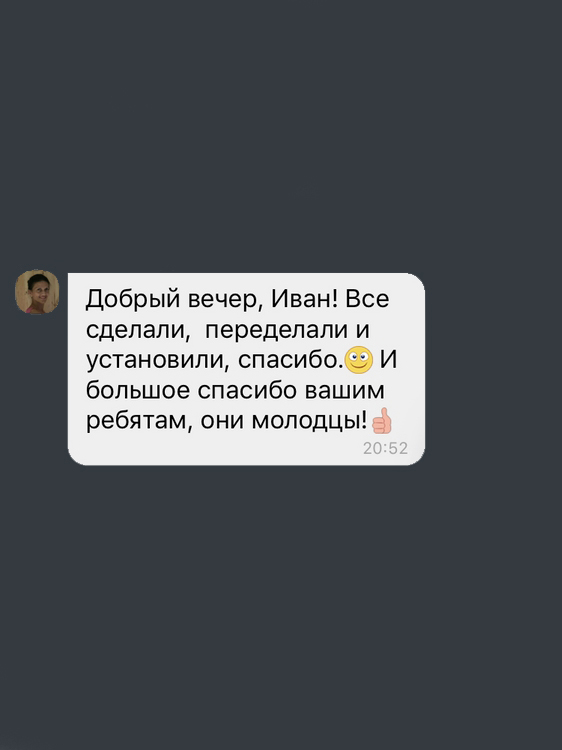 Добрый вечер, Иван! Все
сделали,  переделали и
установили, спасибо.🙄 И
большое спасибо вашим
ребятам, они молодцы!👍
20:52